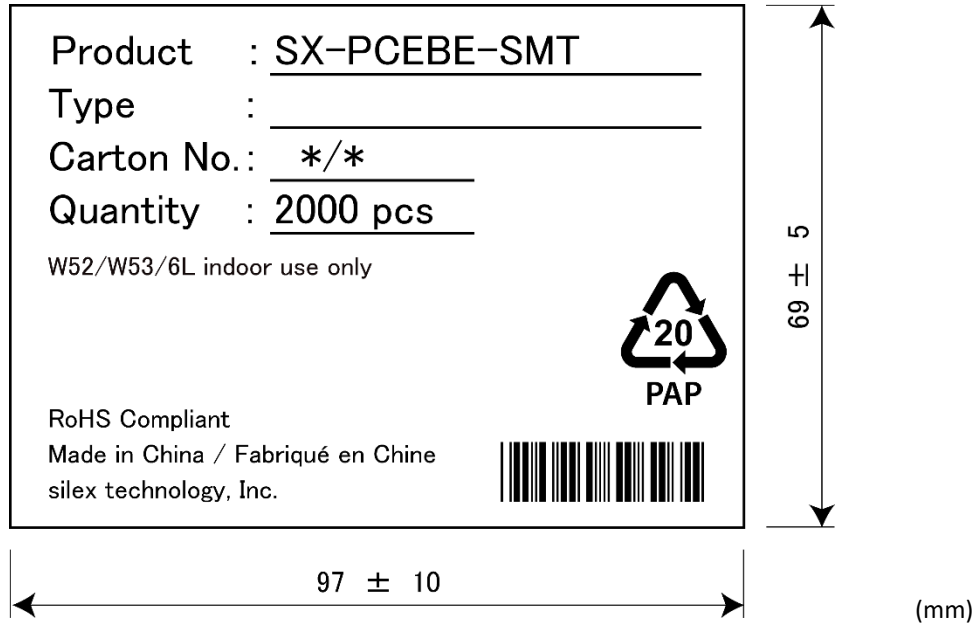 Product : SX-PCEBE-SMT
Type :
Carton No. : */*
Quantity : 2000 pcs
W52/W53/6L indoor use only
20
PAP
RoHS Compliant
Made in China / Fabriqué en Chine
silex technology, Inc.
69 ± 5
97 ± 10
(mm)